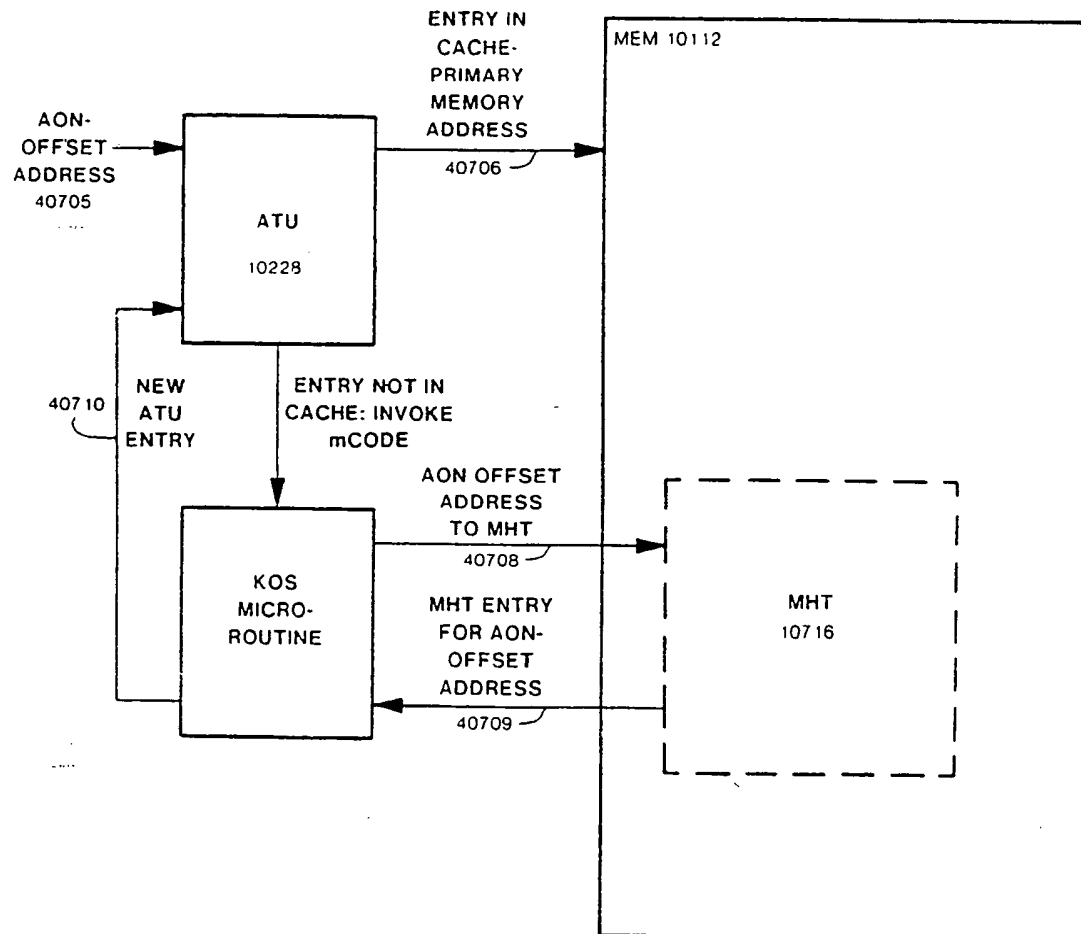 ENTRY IN
CACHE-
PRIMARY
MEMORY
ADDRESS
40706
MEM 10112
AON-
OFFSET
ADDRESS
40705
ATU
10228
40710
NEW
ATU
ENTRY
ENTRY NOT IN
CACHE: INVOKE
mCODE
AON OFFSET
ADDRESS
TO MHT
40708
KOS
MICRO-
ROUTINE
MHT ENTRY
FOR AON-
OFFSET
ADDRESS
40709
MHT
10716